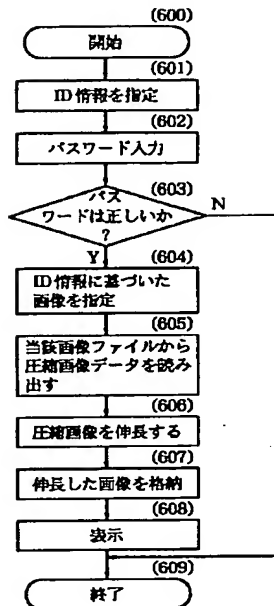 (600)
開始
(601)
ID情報を指定
(602)
パスワード入力
(603)
パス
ワードは正しいか
?
N
Y
(604)
ID情報に基づいた
画像を指定
(605)
当該画像ファイルから
圧縮画像データを読み
出す
(606)
圧縮画像を伸長する
(607)
伸長した画像を格納
(608)
表示
(609)
終了